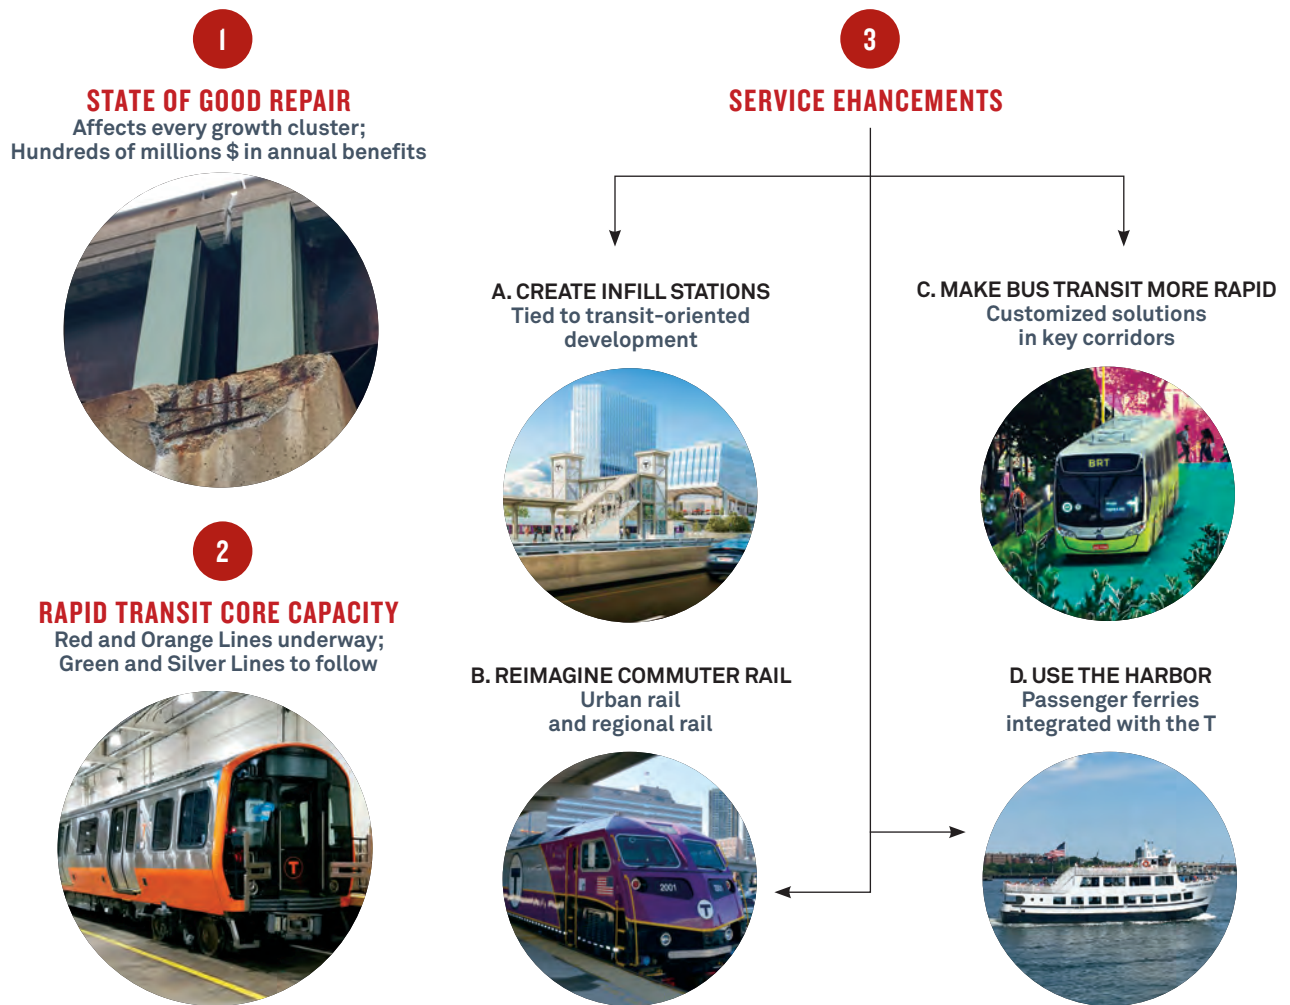 1
STATE OF GOOD REPAIR
Affects every growth cluster;
Hundreds of millions $ in annual benefits
2
RAPID TRANSIT CORE CAPACITY
Red and Orange Lines underway;
Green and Silver Lines to follow
T
3
SERVICE EHANCEMENTS
A. CREATE INFILL STATIONS
Tied to transit-oriented
development
T
B. REIMAGINE COMMUTER RAIL
Urban rail
and regional rail
T
2001
T
C. MAKE BUS TRANSIT MORE RAPID
Customized solutions
in key corridors
BRT
D. USE THE HARBOR
Passenger ferries
integrated with the T